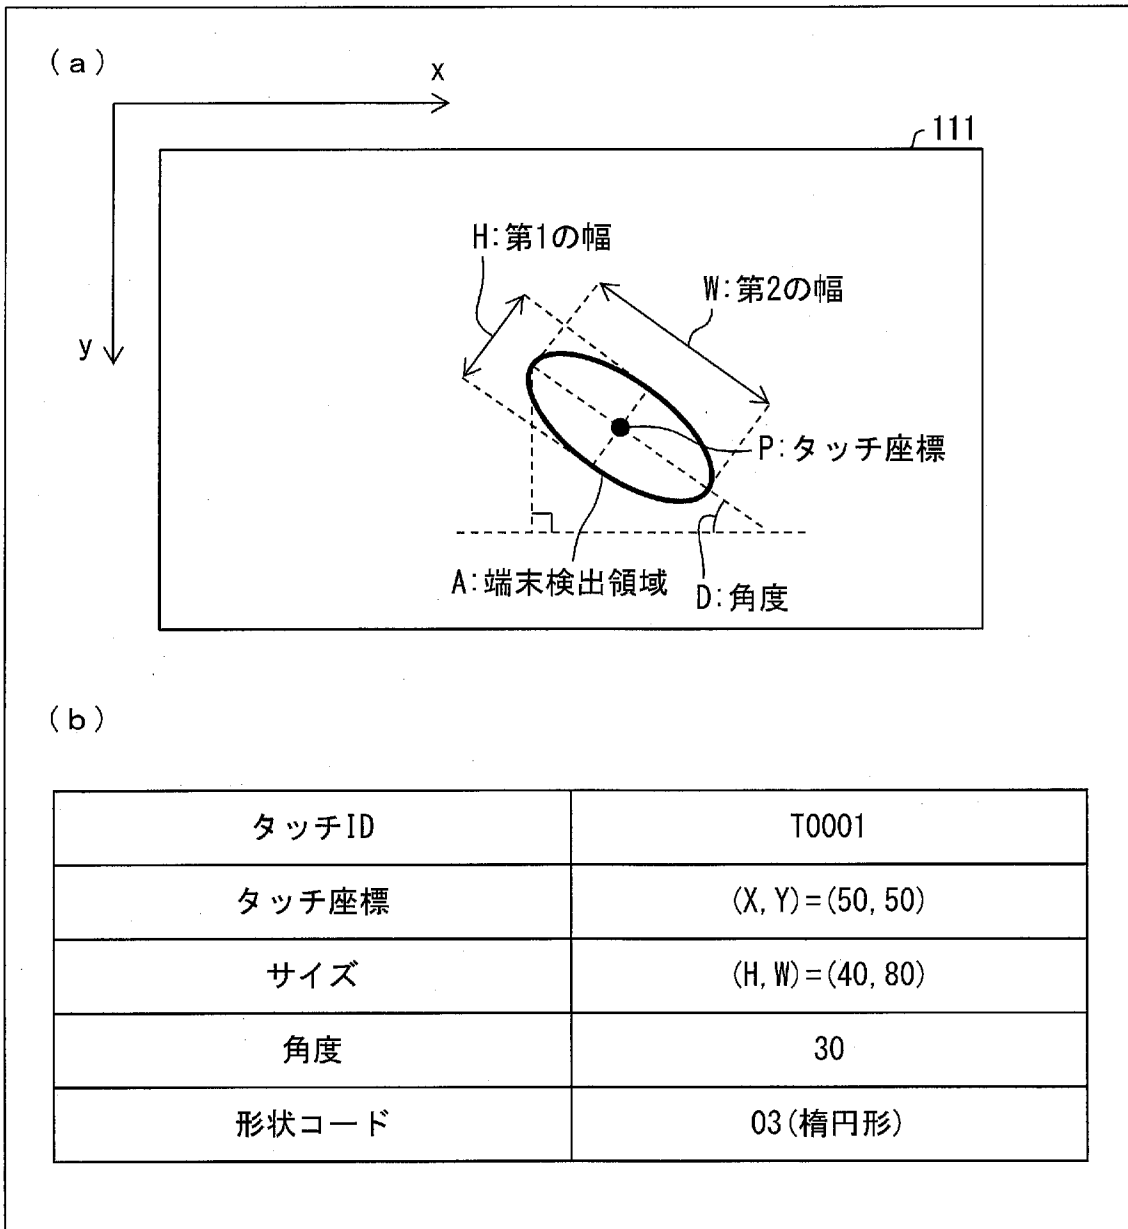 (a)
x
111
H:第1の幅
W:第2の幅
y
P:タッチ座標
A:端末検出領域
D:角度
(b)
タッチID T0001
タッチ座標 (X,Y)=(50,50)
サイズ (H,W)=(40,80)
角度 30
形状コード 03(楕円形)